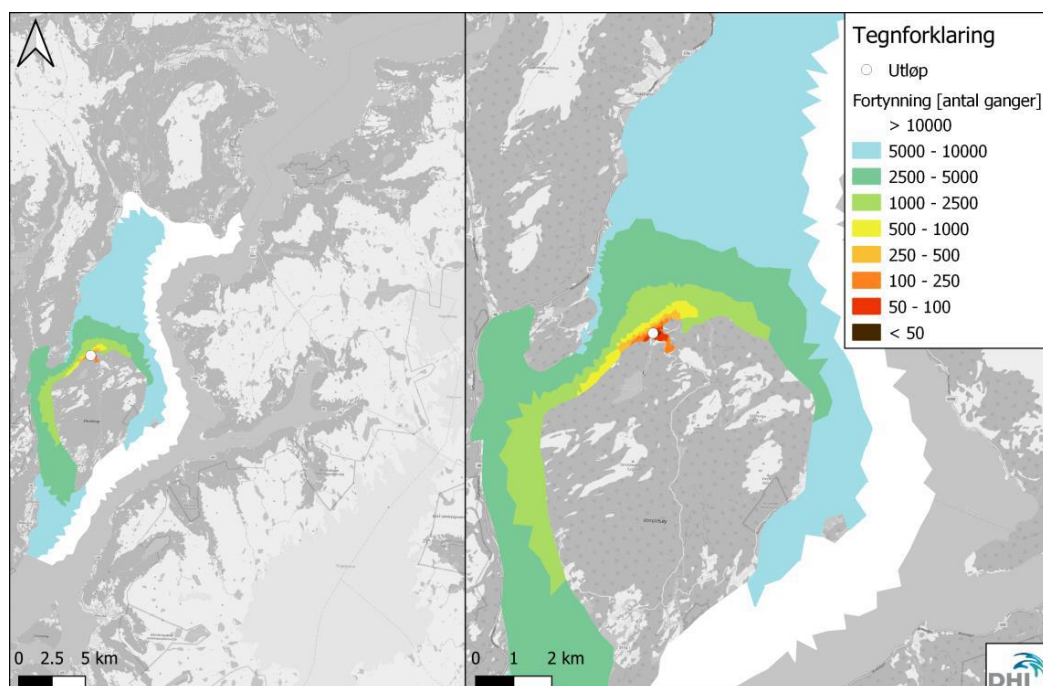 Tegnforklaring
Utløp
Fortynning [antal ganger]
> 10000
5000 - 10000
2500 - 5000
1000 - 2500
500 - 1000
250 - 500
100 - 250
50 - 100
< 50
0 2.5 5 km
0 1 2 km
DHI